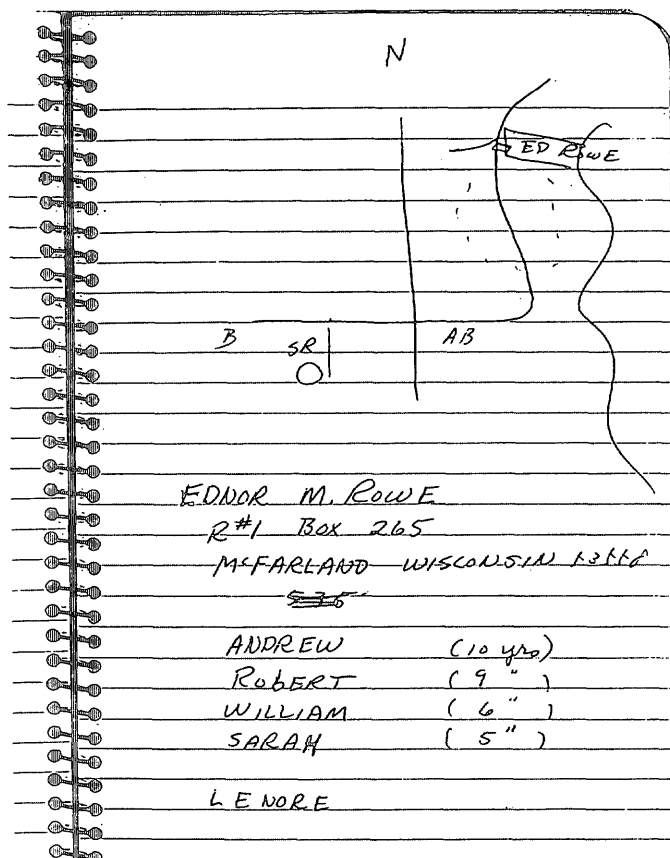 N
ED ROWE
B SR AB
EDNOR M. ROWE
R#1 BOX 265
McFARLAND WISCONSIN
535
ANDREW (10 yrs)
ROBERT ( 9 " )
WILLIAM ( 6 " )
SARAH ( 5 " )
LENORE